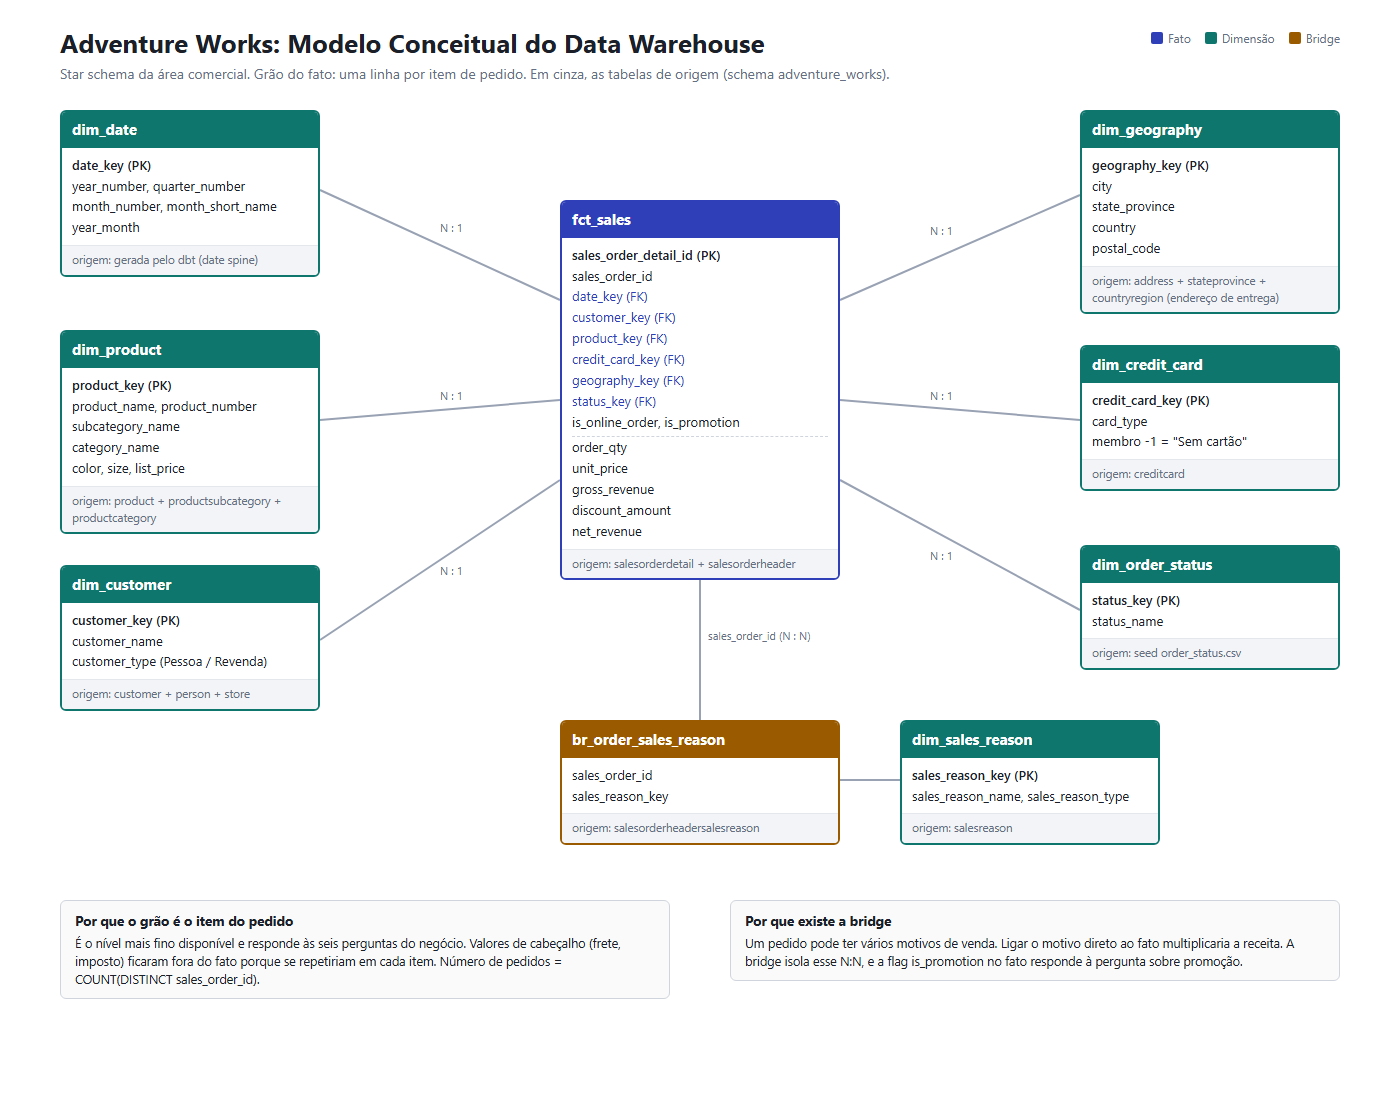 Adventure Works: Modelo Conceitual do Data Warehouse
Fato
Dimensão
Bridge
Star schema da área comercial. Grão do fato: uma linha por item de pedido. Em cinza, as tabelas de origem (schema adventure_works).
dim_date
date_key (PK)
year_number, quarter_number
month_number, month_short_name
year_month
origem: gerada pelo dbt (date spine)
dim_product
product_key (PK)
product_name, product_number
subcategory_name
category_name
color, size, list_price
origem: product + productsubcategory +
productcategory
dim_customer
customer_key (PK)
customer_name
customer_type (Pessoa / Revenda)
origem: customer + person + store
N : 1
N : 1
N : 1
fct_sales
sales_order_detail_id (PK)
sales_order_id
date_key (FK)
customer_key (FK)
product_key (FK)
credit_card_key (FK)
geography_key (FK)
status_key (FK)
is_online_order, is_promotion
order_qty
unit_price
gross_revenue
discount_amount
net_revenue
origem: salesorderdetail + salesorderheader
N : 1
N : 1
N : 1
dim_geography
geography_key (PK)
city
state_province
country
postal_code
origem: address + stateprovince +
countryregion (endereço de entrega)
dim_credit_card
credit_card_key (PK)
card_type
membro -1 = "Sem cartão"
origem: creditcard
dim_order_status
status_key (PK)
status_name
origem: seed order_status.csv
sales_order_id (N : N)
br_order_sales_reason
sales_order_id
sales_reason_key
origem: salesorderheadersalesreason
dim_sales_reason
sales_reason_key (PK)
sales_reason_name, sales_reason_type
origem: salesreason
Por que o grão é o item do pedido
É o nível mais fino disponível e responde às seis perguntas do negócio. Valores de cabeçalho (frete,
imposto) ficaram fora do fato porque se repetiriam em cada item. Número de pedidos =
COUNT(DISTINCT sales_order_id).
Por que existe a bridge
Um pedido pode ter vários motivos de venda. Ligar o motivo direto ao fato multiplicaria a receita. A
bridge isola esse N:N, e a flag is_promotion no fato responde à pergunta sobre promoção.